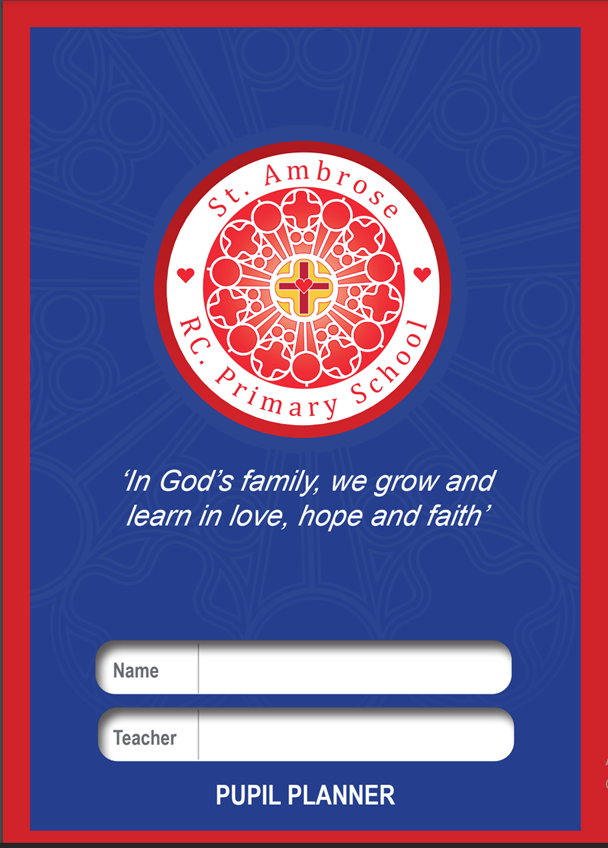 St. Ambrose
RC. Primary School
‘In God’s family, we grow and
learn in love, hope and faith’
Name
Teacher
PUPIL PLANNER